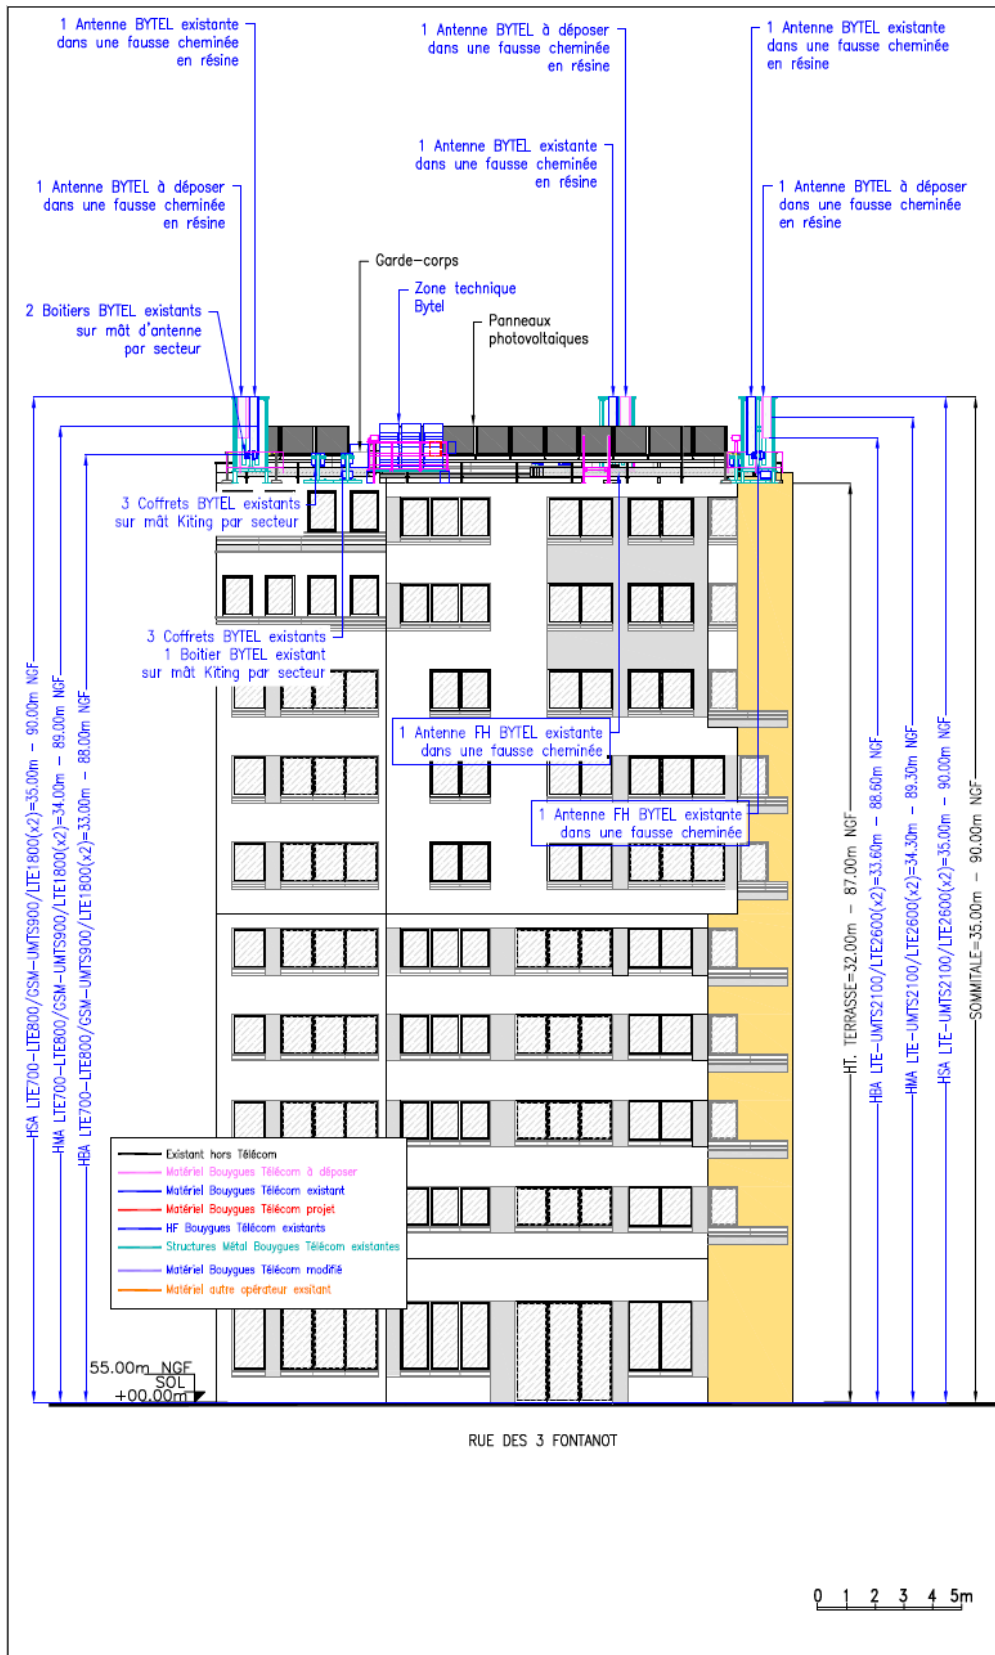 1 Antenne BYTEL existante
dans une fausse cheminée
en résine
1 Antenne BYTEL à déposer
dans une fausse cheminée
en résine
1 Antenne BYTEL existante
dans une fausse cheminée
en résine
1 Antenne BYTEL existante
dans une fausse cheminée
en résine
1 Antenne BYTEL à déposer
dans une fausse cheminée
en résine
1 Antenne BYTEL à déposer
dans une fausse cheminée
en résine
Garde-corps
Zone technique
Bytel
2 Boitiers BYTEL existants
sur mât d'antenne
par secteur
Panneaux
photovoltaiques
3 Coffrets BYTEL existants
sur mât Kiting par secteur
3 Coffrets BYTEL existants
1 Boitier BYTEL existant
sur mât Kiting par secteur
1 Antenne FH BYTEL existante
dans une fausse cheminée
1 Antenne FH BYTEL existante
dans une fausse cheminée
HSA LTE700-LTE800/GSM-UMTS900/LTE1800(x2)=35.00m - 90.00m NGF
HMA LTE700-LTE800/GSM-UMTS900/LTE1800(x2)=34.00m - 89.00m NGF
HBA LTE700-LTE800/GSM-UMTS900/LTE1800(x2)=33.00m - 88.00m NGF
HT. TERRASSE=32.00m - 87.00m NGF
HBA LTE-UMTS2100/LTE2600(x2)=33.60m - 88.60m NGF
HMA LTE-UMTS2100/LTE2600(x2)=34.30m - 89.30m NGF
HSA LTE-UMTS2100/LTE2600(x2)=35.00m - 90.00m NGF
SOMMITALE=35.00m - 90.00m NGF
Existant hors Télécom
Matériel Bouygues Télécom à déposer
Matériel Bouygues Télécom existant
Matériel Bouygues Télécom projet
HF Bouygues Télécom existants
Structures Métal Bouygues Télécom existantes
Matériel Bouygues Télécom modifié
Matériel autre opérateur exsitant
55.00m NGF
SOL
+00.00m
RUE DES 3 FONTANOT
0 1 2 3 4 5m